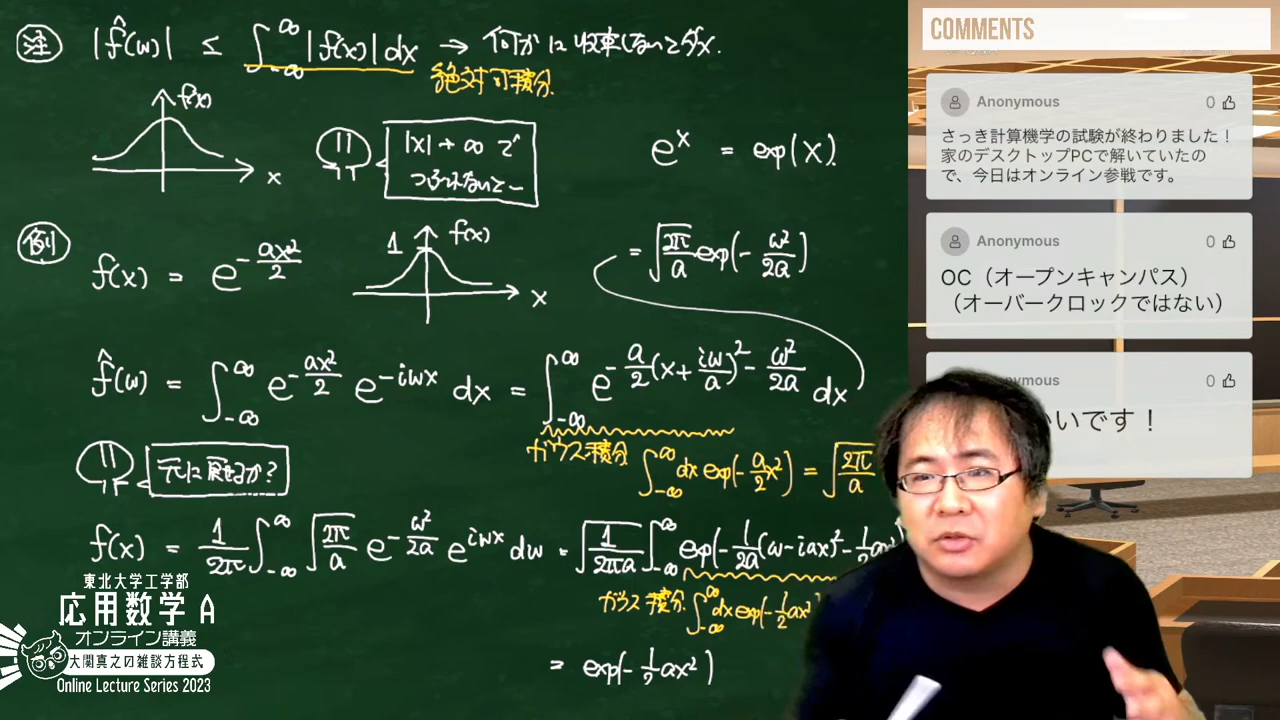 注 |f̂(ω)| ≤ ∫_{-∞}^{∞} |f(x)| dx → 何かに収束しないとダメ.
絶対可積分
f(x)
x
|x| → ∞ で
つぶれないとー
e^x = exp(x).
例 f(x) = e^{-ax²/2}
1
f(x)
x
= √(2π/a) exp(-ω²/2a)
f̂(ω) = ∫_{-∞}^{∞} e^{-ax²/2} e^{-iωx} dx = ∫_{-∞}^{∞} e^{-a/2(x+iω/a)² - ω²/2a} dx
ガウス積分 ∫_{-∞}^{∞} dx exp(-a/2 x²) = √(2π/a)
元に戻るか?
f(x) = 1/2π ∫_{-∞}^{∞} √(2π/a) e^{-ω²/2a} e^{iωx} dω = √(1/2πa) ∫_{-∞}^{∞} exp(-1/2a(ω-iax)² - 1/2 ax²)
ガウス積分 ∫_{-∞}^{∞} dx exp(-1/2 ax²
= exp(-1/2 ax²)
東北大学工学部
応用数学 A
オンライン講義
大関真之の雑談方程式
Online Lecture Series 2023
COMMENTS
Anonymous 0
さっき計算機学の試験が終わりました！
家のデスクトップPCで解いていたの
で、今日はオンライン参戦です。
Anonymous 0
OC（オープンキャンパス）
（オーバークロックではない）
nymous 0
いです！